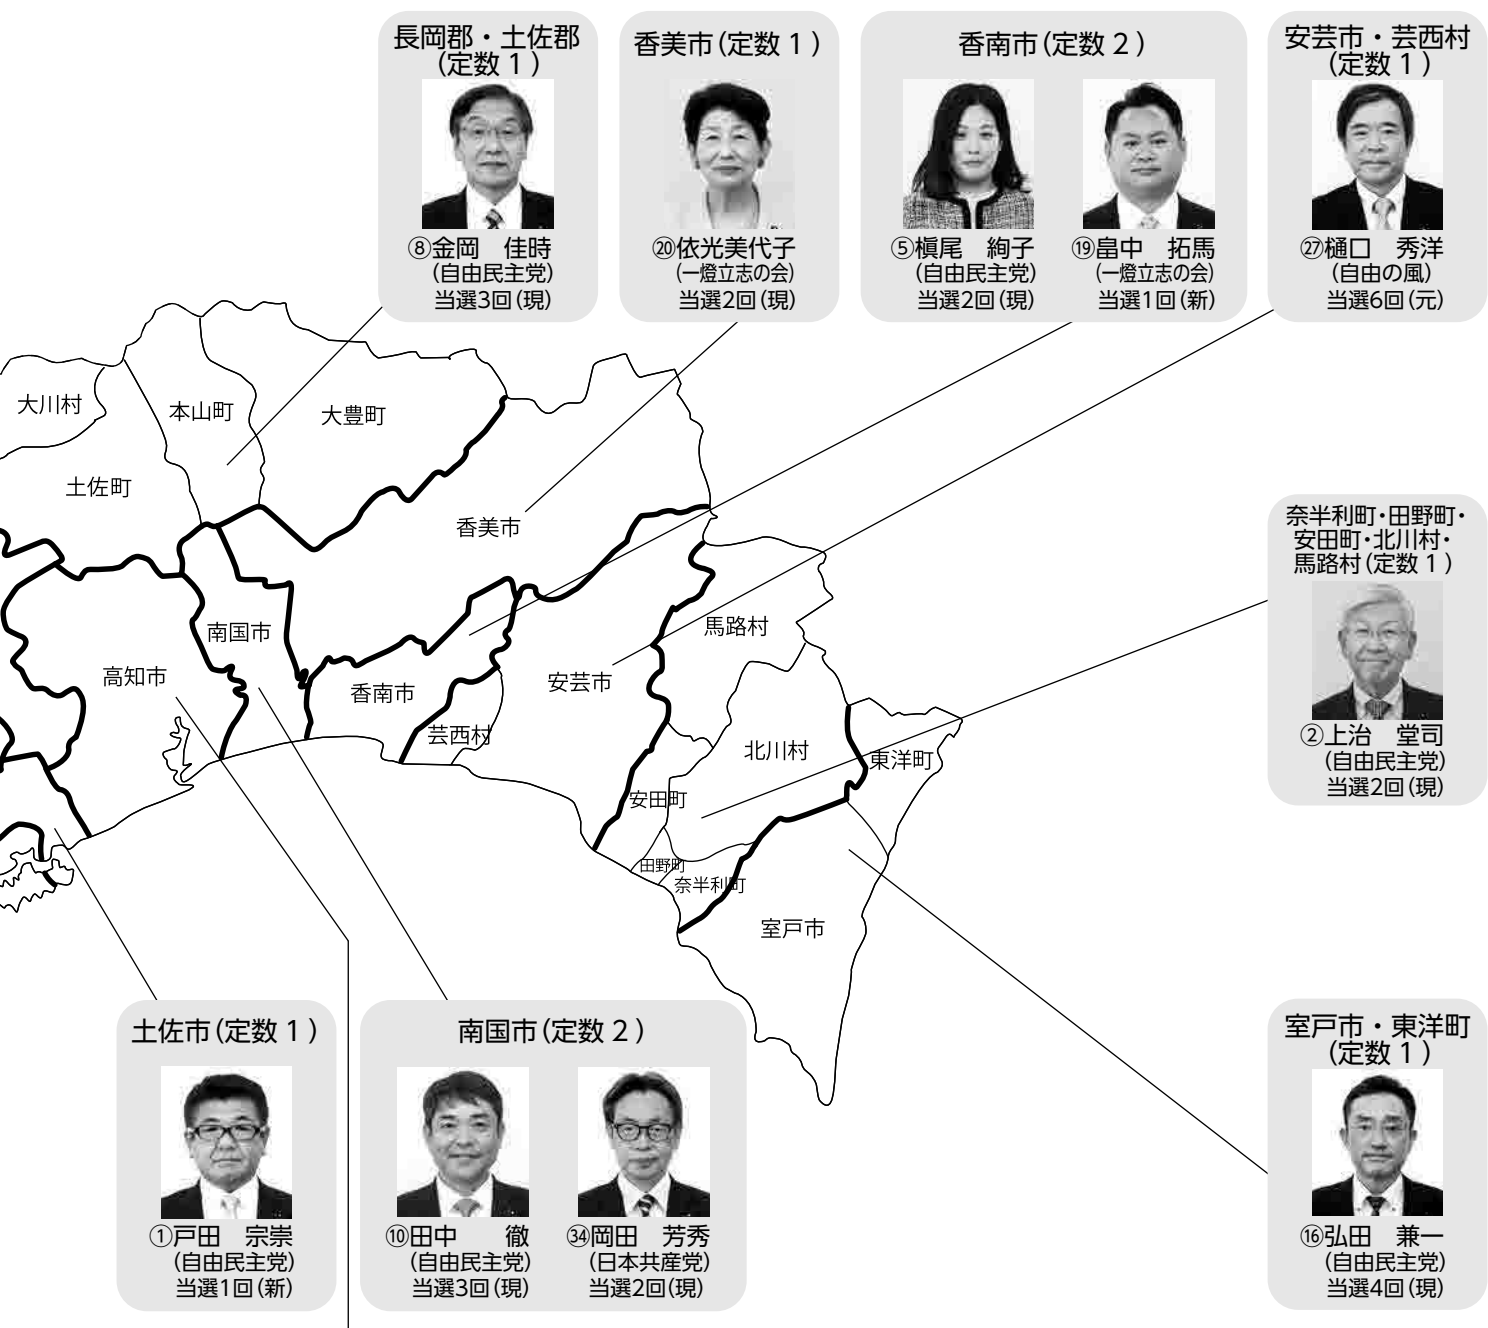 長岡郡・土佐郡
(定数1)
⑧金岡　佳時
(自由民主党)
当選3回(現)
香美市(定数1)
⑳依光美代子
(一燈立志の会)
当選2回(現)
香南市(定数2)
⑤槇尾　絢子
(自由民主党)
当選2回(現)
⑲畠中　拓馬
(一燈立志の会)
当選1回(新)
安芸市・芸西村
(定数1)
㉗樋口　秀洋
(自由の風)
当選6回(元)
大川村
本山町
大豊町
土佐町
香美市
南国市
高知市
香南市
芸西村
安芸市
馬路村
北川村
東洋町
安田町
田野町
奈半利町
室戸市
奈半利町・田野町・
安田町・北川村・
馬路村(定数1)
②上治　堂司
(自由民主党)
当選2回(現)
土佐市(定数1)
①戸田　宗崇
(自由民主党)
当選1回(新)
南国市(定数2)
⑩田中　　徹
(自由民主党)
当選3回(現)
㉞岡田　芳秀
(日本共産党)
当選2回(現)
室戸市・東洋町
(定数1)
⑯弘田　兼一
(自由民主党)
当選4回(現)